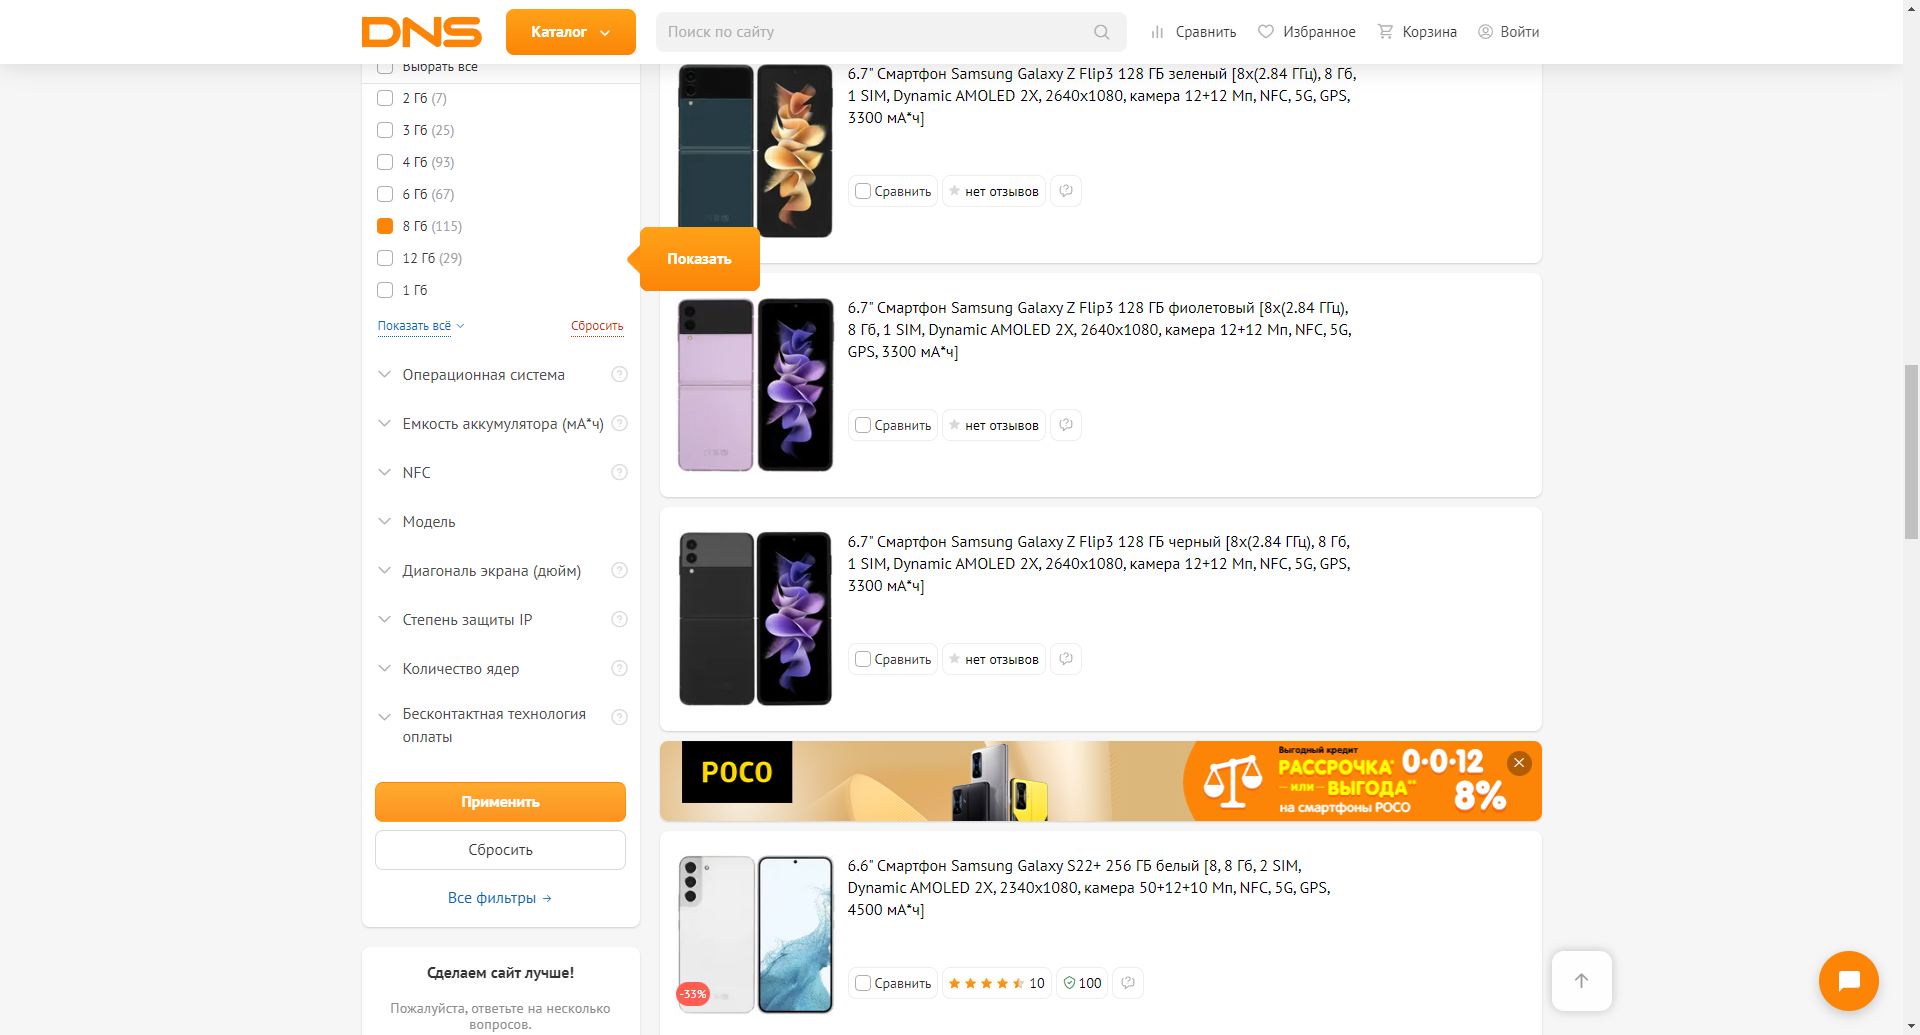 DNS
Каталог
Поиск по сайту
Сравнить
Избранное
Корзина
Войти
Выбрать все
2 Гб (7)
3 Гб (25)
4 Гб (93)
6 Гб (67)
8 Гб (115)
12 Гб (29)
1 Гб
Показать всё
Сбросить
Показать
Операционная система
Емкость аккумулятора (мА*ч)
NFC
Модель
Диагональ экрана (дюйм)
Степень защиты IP
Количество ядер
Бесконтактная технология
оплаты
Применить
Сбросить
Все фильтры →
Сделаем сайт лучше!
Пожалуйста, ответьте на несколько
вопросов.
6.7" Смартфон Samsung Galaxy Z Flip3 128 ГБ зеленый [8x(2.84 ГГц), 8 Гб,
1 SIM, Dynamic AMOLED 2X, 2640x1080, камера 12+12 Мп, NFC, 5G, GPS,
3300 мА*ч]
Сравнить
нет отзывов
6.7" Смартфон Samsung Galaxy Z Flip3 128 ГБ фиолетовый [8x(2.84 ГГц),
8 Гб, 1 SIM, Dynamic AMOLED 2X, 2640x1080, камера 12+12 Мп, NFC, 5G,
GPS, 3300 мА*ч]
Сравнить
нет отзывов
6.7" Смартфон Samsung Galaxy Z Flip3 128 ГБ черный [8x(2.84 ГГц), 8 Гб,
1 SIM, Dynamic AMOLED 2X, 2640x1080, камера 12+12 Мп, NFC, 5G, GPS,
3300 мА*ч]
Сравнить
нет отзывов
POCO
Выгодный кредит
РАССРОЧКА* 0·0·12
– или – ВЫГОДА** 8%
на смартфоны POCO
6.6" Смартфон Samsung Galaxy S22+ 256 ГБ белый [8, 8 Гб, 2 SIM,
Dynamic AMOLED 2X, 2340x1080, камера 50+12+10 Мп, NFC, 5G, GPS,
4500 мА*ч]
-33%
Сравнить
10
100